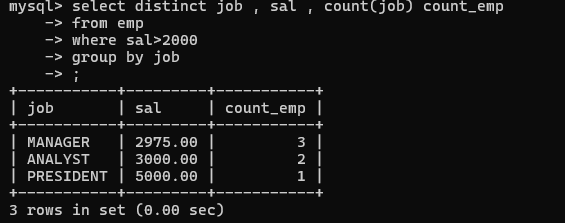 mysql> select distinct job , sal , count(job) count_emp
    -> from emp
    -> where sal>2000
    -> group by job
    -> ;
+-----------+---------+-----------+
| job       | sal     | count_emp |
+-----------+---------+-----------+
| MANAGER   | 2975.00 |         3 |
| ANALYST   | 3000.00 |         2 |
| PRESIDENT | 5000.00 |         1 |
+-----------+---------+-----------+
3 rows in set (0.00 sec)